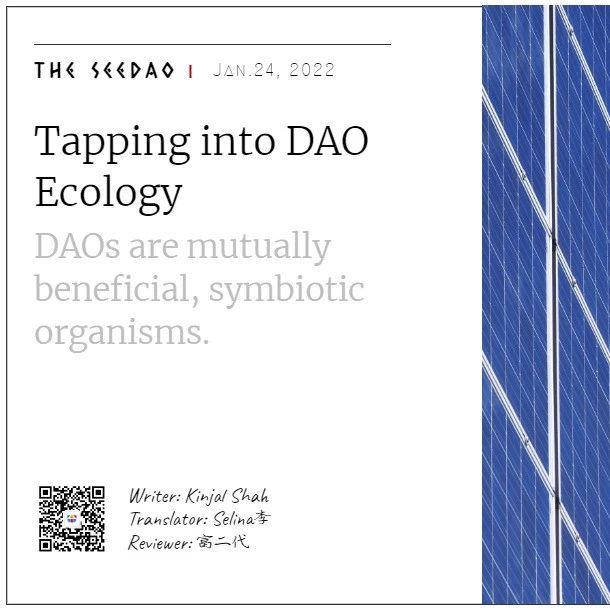 THE SEEDAO | JAN.24, 2022
Tapping into DAO
Ecology
DAOs are mutually
beneficial, symbiotic
organisms.
Writer: Kinjal Shah
Translator: Selina李
Reviewer: 富二代